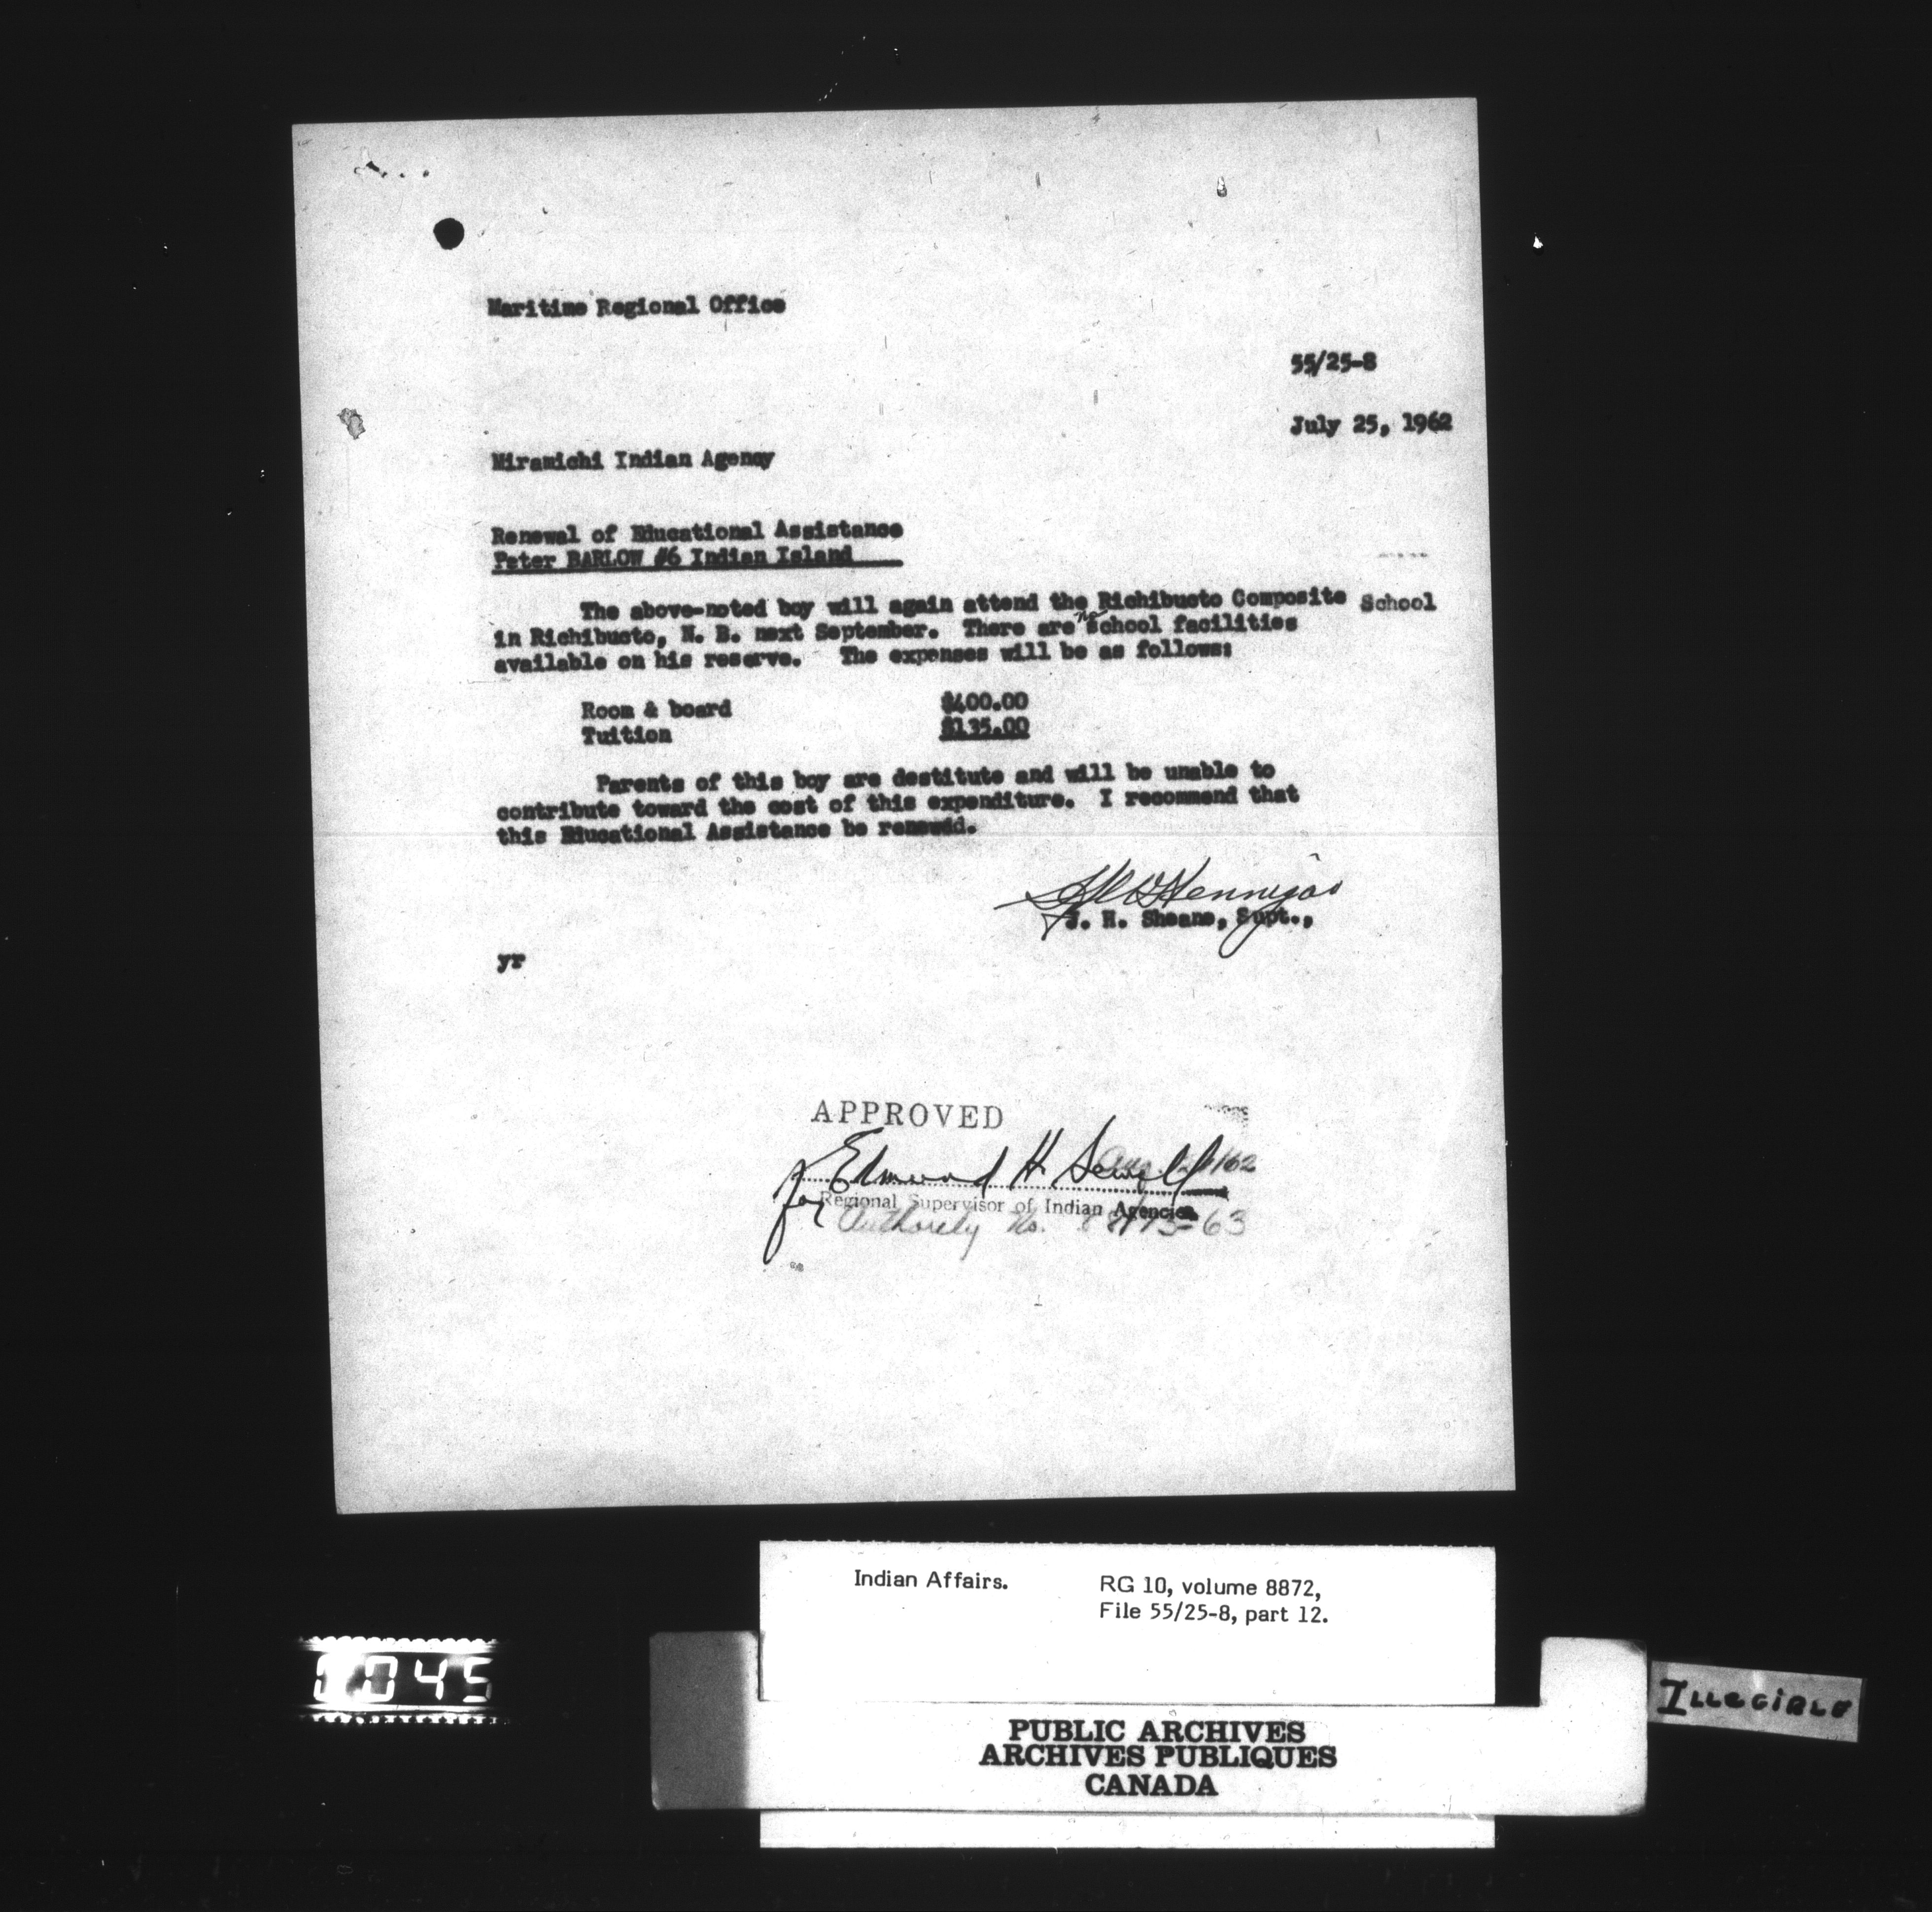 Maritime Regional Office
55/25-8
July 25, 1962
Miramichi Indian Agency
Renewal of Educational Assistance
Peter BARLOW #6 Indian Island
The above-noted boy will again attend the Richibucto Composite School
in Richibucto, N. B. next September. There are no school facilities
available on his reserve. The expenses will be as follows:
Room & board $400.00
Tuition $135.00
Parents of this boy are destitute and will be unable to
contribute toward the cost of this expenditure. I recommend that
this Educational Assistance be renewed.
Hennigar
J. H. Sheane, Supt.,
yr
APPROVED
for Edmund H Sewell
Regional Supervisor of Indian Agencies
Authority No.
Indian Affairs. RG 10, volume 8872,
File 55/25-8, part 12.
045
ILLEGIBLE
PUBLIC ARCHIVES
ARCHIVES PUBLIQUES
CANADA